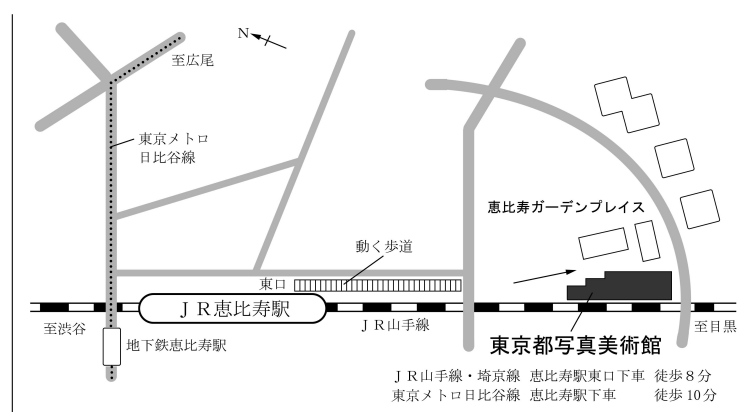 N
至広尾
東京メトロ
日比谷線
恵比寿ガーデンプレイス
動く歩道
東口
ＪＲ恵比寿駅
至渋谷
ＪＲ山手線
至目黒
地下鉄恵比寿駅
東京都写真美術館
ＪＲ山手線・埼京線 恵比寿駅東口下車 徒歩８分
東京メトロ日比谷線 恵比寿駅下車 徒歩10分